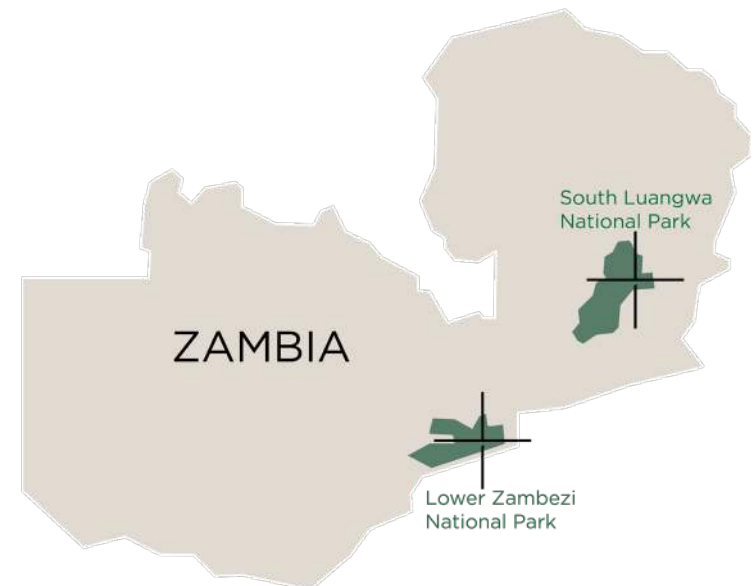 South Luangwa
National Park
ZAMBIA
Lower Zambezi
National Park